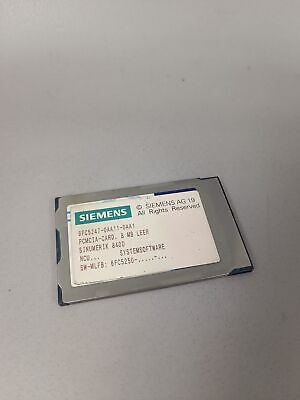 SIEMENS
© SIEMENS AG 19
All Rights Reserved
6FC5247-0AA11-0AA1
PCMCIA-CARD, 8 MB LEER
SINUMERIK 840D
NCU... SYSTEMSOFTWARE
SW-MLFB: 6FC5250-.....-...